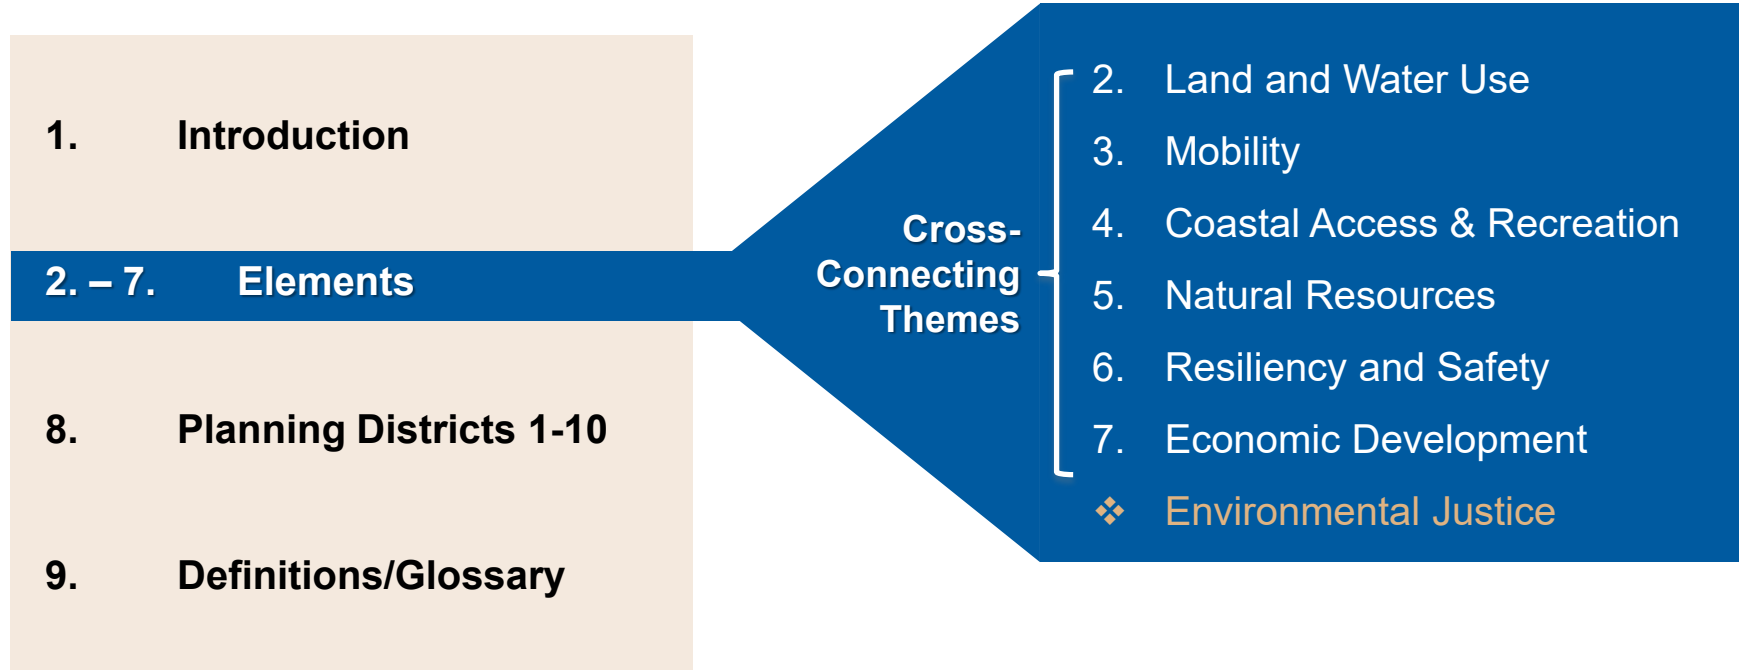 1. Introduction
2. – 7. Elements
8. Planning Districts 1-10
9. Definitions/Glossary
Cross-
Connecting
Themes
2. Land and Water Use
3. Mobility
4. Coastal Access & Recreation
5. Natural Resources
6. Resiliency and Safety
7. Economic Development
❖ Environmental Justice